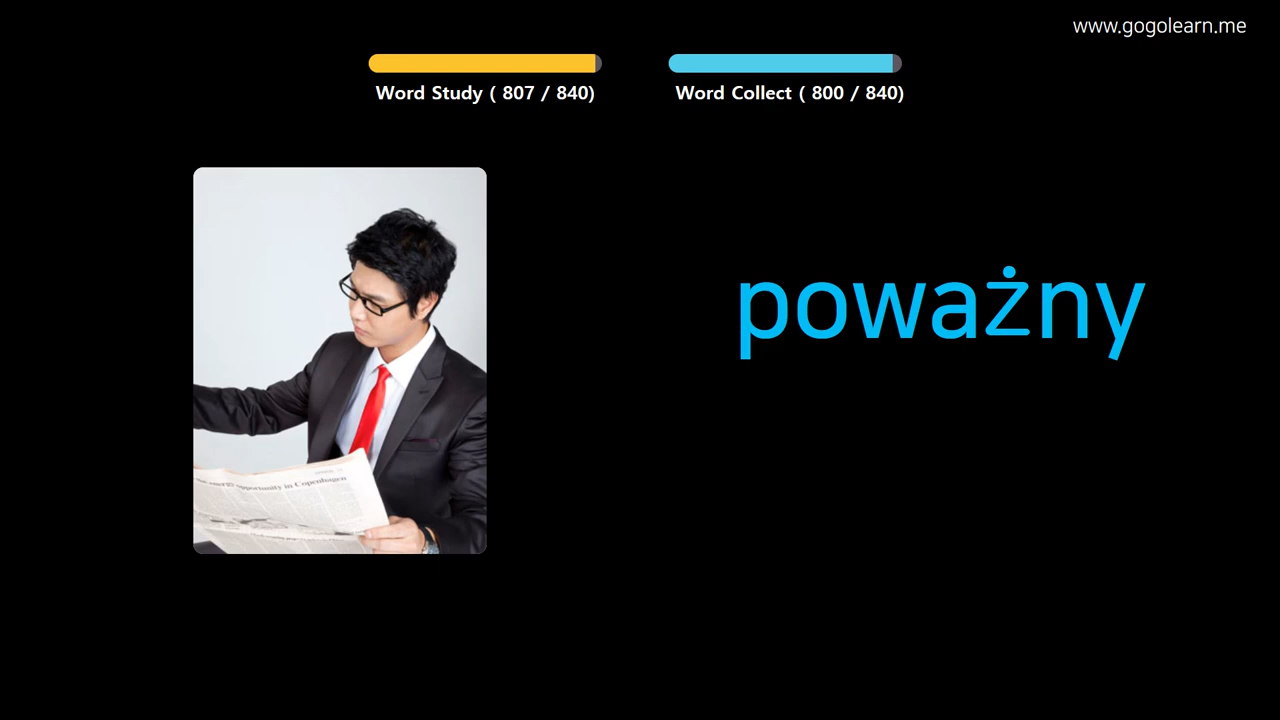 www.gogolearn.me
Word Study ( 807 / 840)
Word Collect ( 800 / 840)
poważny
opportunity in Copenhagen